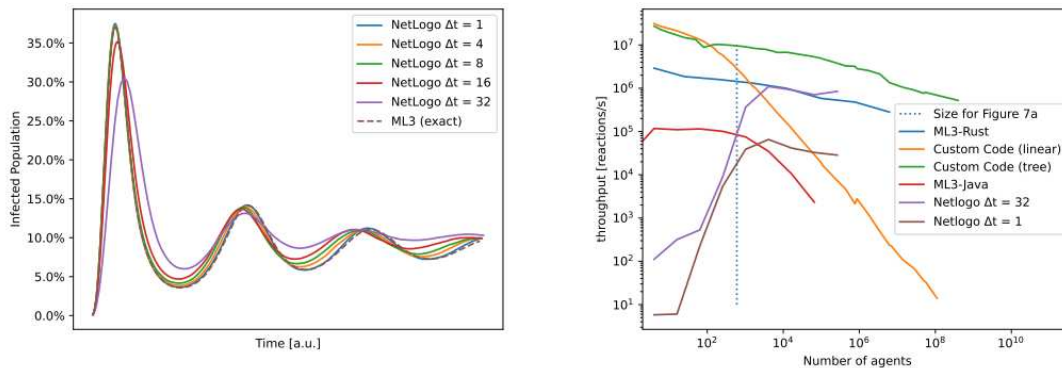 35.0%
30.0%
25.0%
20.0%
15.0%
10.0%
5.0%
0.0%
Infected Population
Time [a.u.]
NetLogo Δt = 1
NetLogo Δt = 4
NetLogo Δt = 8
NetLogo Δt = 16
NetLogo Δt = 32
ML3 (exact)
10⁷
10⁶
10⁵
10⁴
10³
10²
10¹
throughput [reactions/s]
10²
10⁴
10⁶
10⁸
10¹⁰
Number of agents
Size for Figure 7a
ML3-Rust
Custom Code (linear)
Custom Code (tree)
ML3-Java
Netlogo Δt = 32
Netlogo Δt = 1